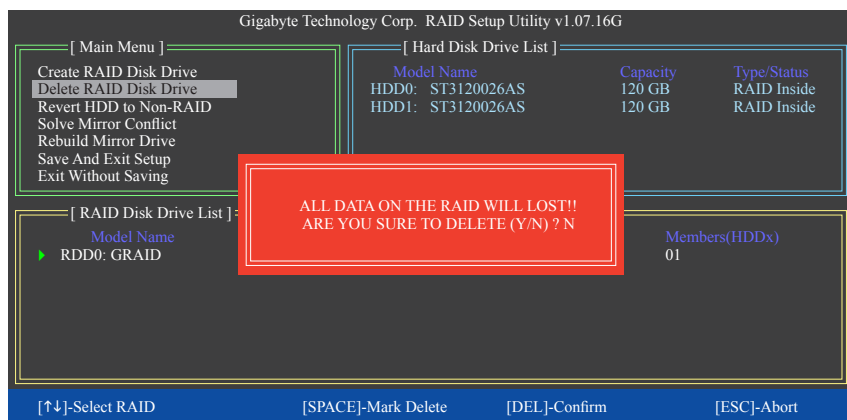 Gigabyte Technology Corp. RAID Setup Utility v1.07.16G
[ Main Menu ]
Create RAID Disk Drive
Delete RAID Disk Drive
Revert HDD to Non-RAID
Solve Mirror Conflict
Rebuild Mirror Drive
Save And Exit Setup
Exit Without Saving
[ Hard Disk Drive List ]
Model Name Capacity Type/Status
HDD0: ST3120026AS 120 GB RAID Inside
HDD1: ST3120026AS 120 GB RAID Inside
ALL DATA ON THE RAID WILL LOST!!
ARE YOU SURE TO DELETE (Y/N) ? N
[ RAID Disk Drive List ]
Model Name Members(HDDx)
RDD0: GRAID 01
[↑↓]-Select RAID [SPACE]-Mark Delete [DEL]-Confirm [ESC]-Abort